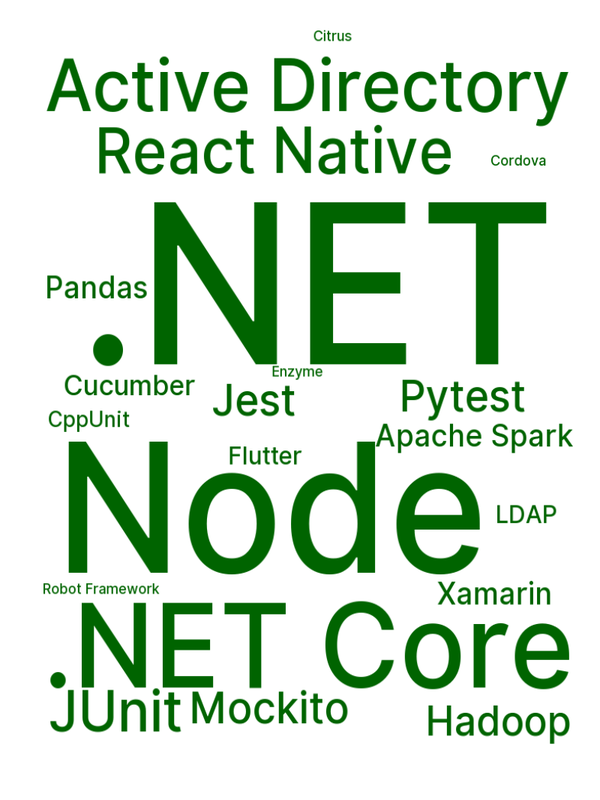 Citrus
Active Directory
React Native
Cordova
.NET
Pandas
Enzyme
Cucumber
Jest
Pytest
CppUnit
Apache Spark
Flutter
Node
LDAP
Robot Framework
Xamarin
.NET Core
JUnit
Mockito
Hadoop